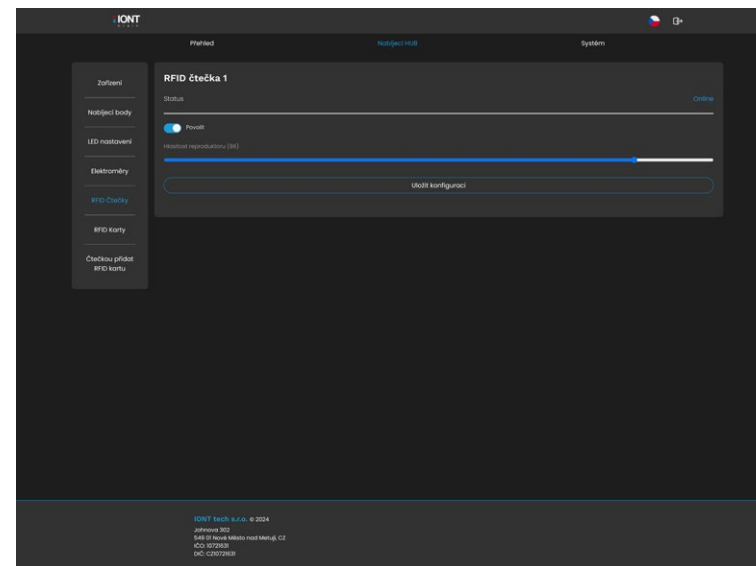 IONT
Přehled
Nabíjecí HUB
Systém
Zařízení
Nabíjecí body
LED nastavení
Elektroměry
RFID Čtečky
RFID Karty
Čtečkou přidat
RFID kartu
RFID čtečka 1
Status
Online
Povolit
Hlasitost reproduktoru
Uložit konfiguraci
IONT tech s.r.o. © 2024
Johnova 302
549 01 Nové Město nad Metují, CZ
IČO: 10721631
DIČ: CZ10721631